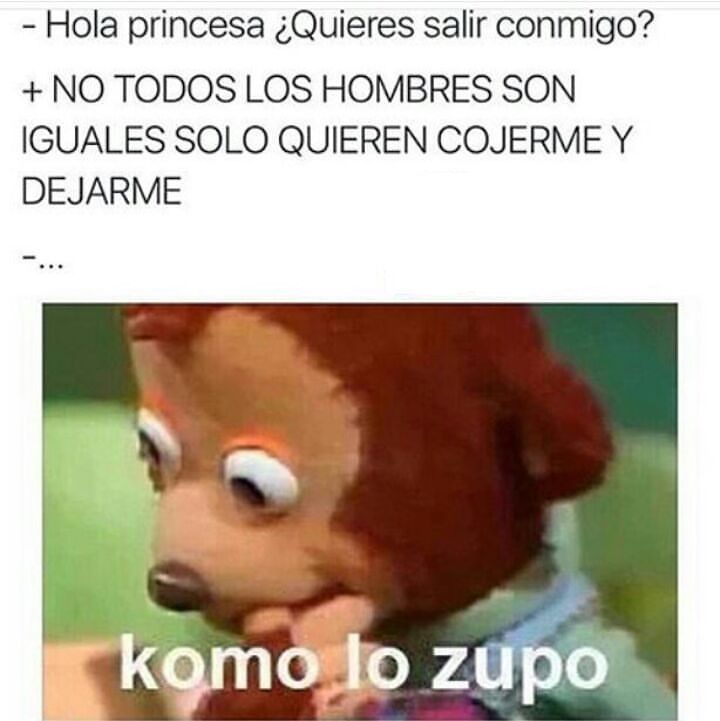 - Hola princesa ¿Quieres salir conmigo?
+ NO TODOS LOS HOMBRES SON
IGUALES SOLO QUIEREN COJERME Y
DEJARME
-...
komo lo zupo